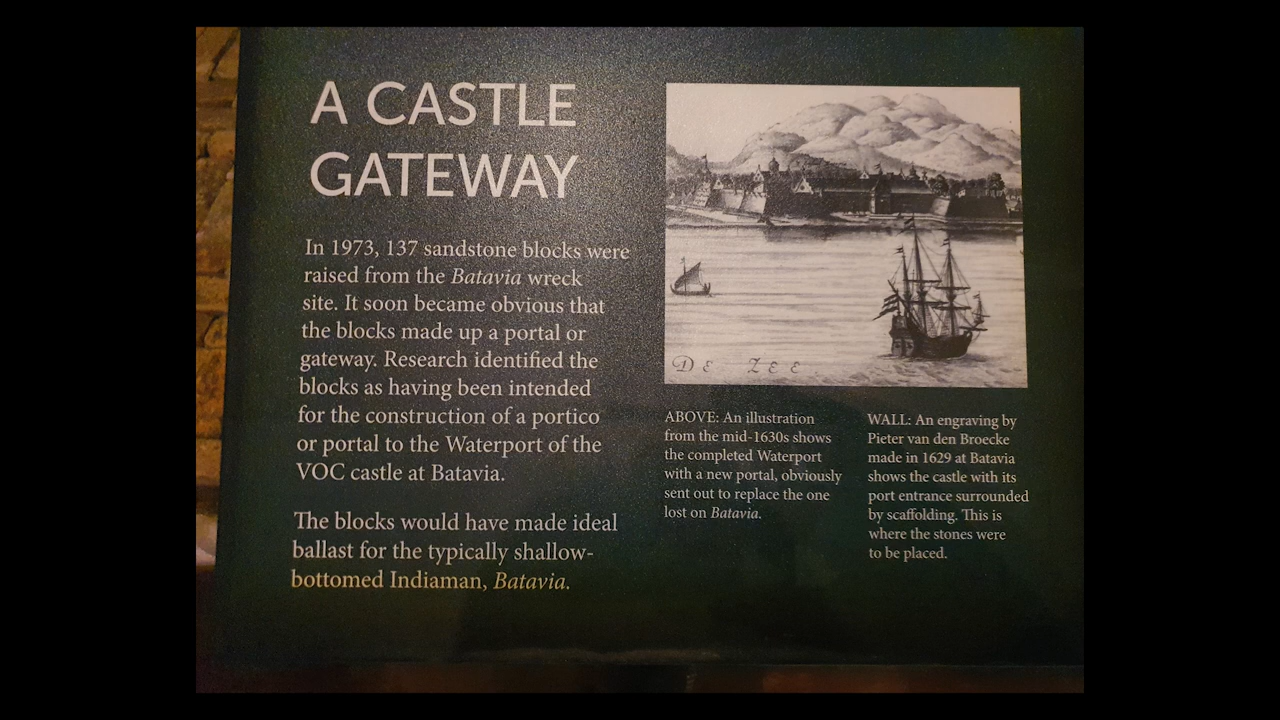 A CASTLE
GATEWAY
In 1973, 137 sandstone blocks were
raised from the Batavia wreck
site. It soon became obvious that
the blocks made up a portal or
gateway. Research identified the
blocks as having been intended
for the construction of a portico
or portal to the Waterport of the
VOC castle at Batavia.
The blocks would have made ideal
ballast for the typically shallow-
bottomed Indiaman, Batavia.
DE ZEE
ABOVE: An illustration
from the mid-1630s shows
the completed Waterport
with a new portal, obviously
sent out to replace the one
lost on Batavia.
WALL: An engraving by
Pieter van den Broecke
made in 1629 at Batavia
shows the castle with its
port entrance surrounded
by scaffolding. This is
where the stones were
to be placed.